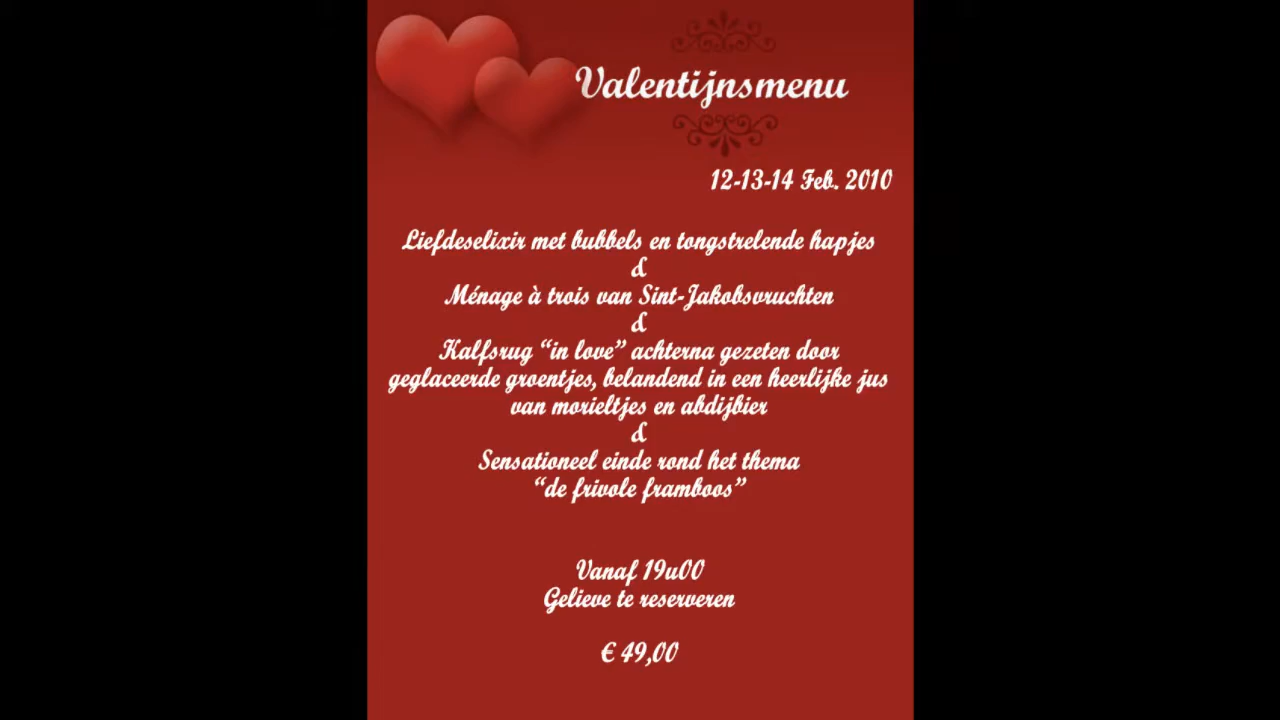 Valentijnsmenu
12-13-14 Feb. 2010
Liefdeselixir met bubbels en tongstrelende hapjes
&
Ménage à trois van Sint-Jakobsvruchten
&
Kalfsrug “in love” achterna gezeten door
geglaceerde groentjes, belandend in een heerlijke jus
van morieltjes en abdijbier
&
Sensationeel einde rond het thema
“de frivole framboos”
Vanaf 19u00
Gelieve te reserveren
€ 49,00